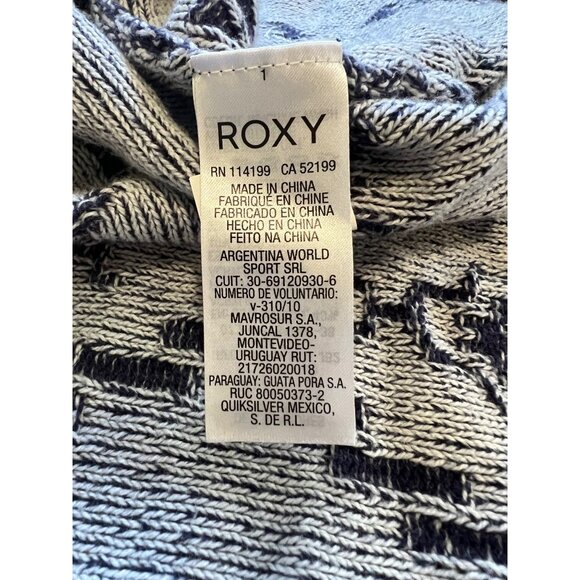 1
ROXY
RN 114199 CA 52199
MADE IN CHINA
FABRIQUÉ EN CHINE
FABRICADO EN CHINA
HECHO EN CHINA
FEITO NA CHINA
ARGENTINA WORLD
SPORT SRL
CUIT: 30-69120930-6
NUMERO DE VOLUNTARIO:
v-310/10
MAVROSUR S.A.,
JUNCAL 1378,
MONTEVIDEO-
URUGUAY RUT:
21726020018
PARAGUAY: GUATA PORA S.A.
RUC 80050373-2
QUIKSILVER MEXICO,
S. DE R.L.